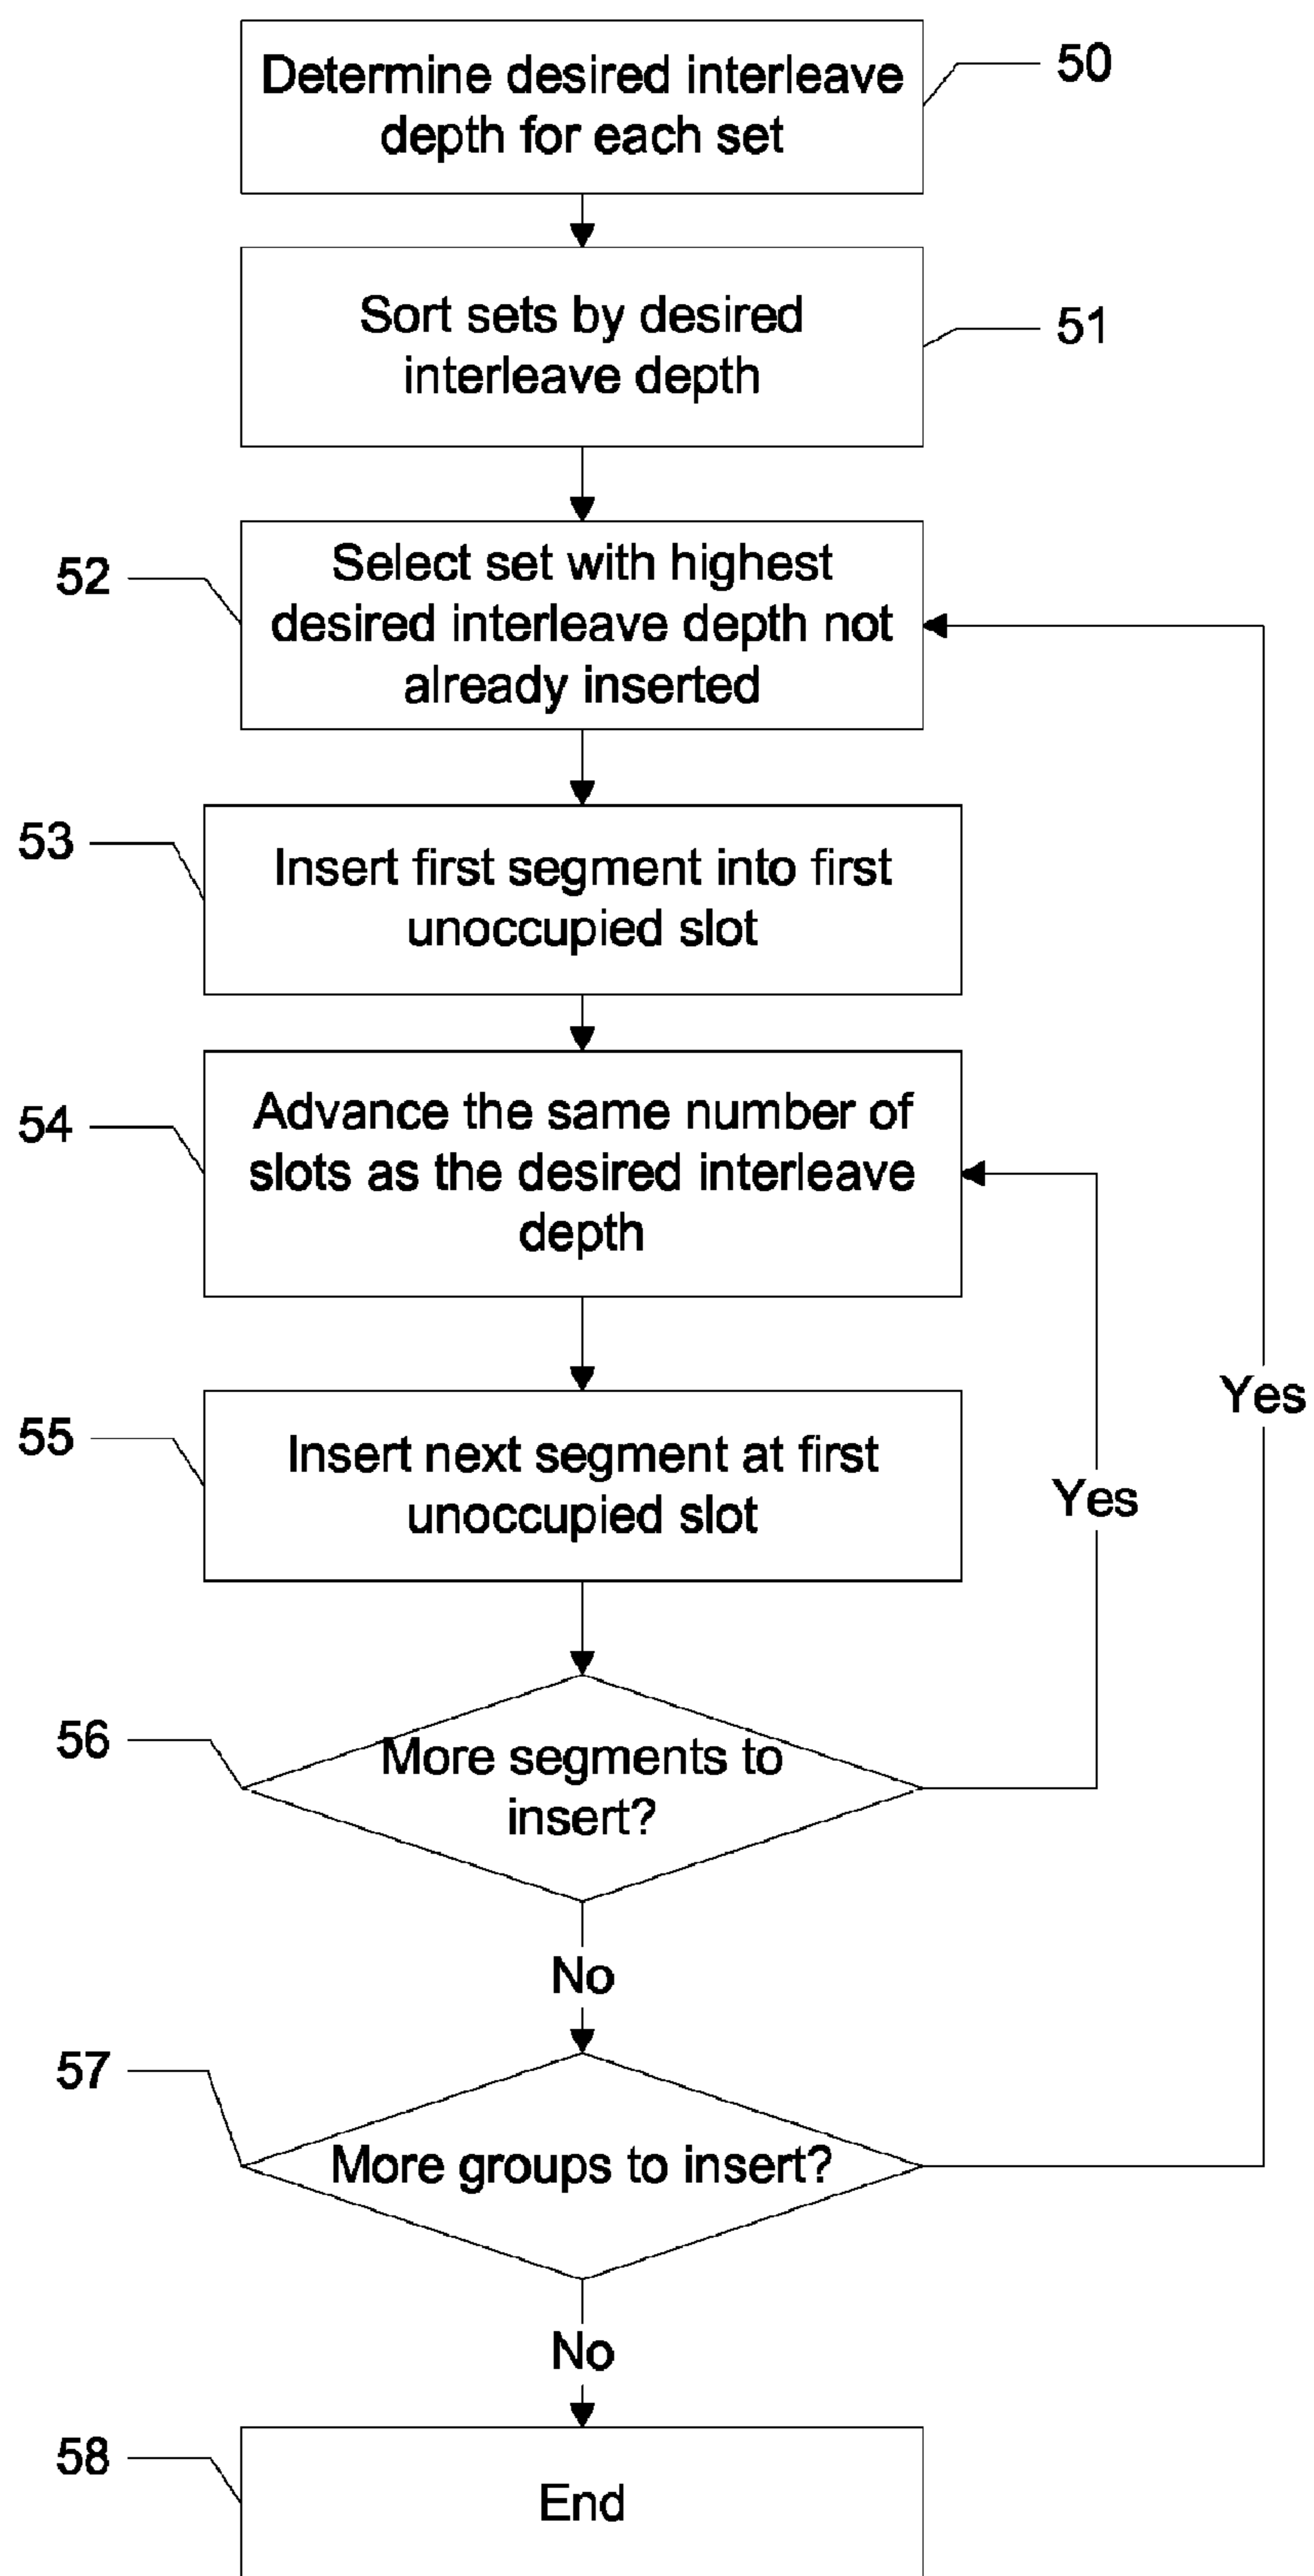 Determine desired interleave
depth for each set
50
Sort sets by desired
interleave depth
51
52
Select set with highest
desired interleave depth not
already inserted
53
Insert first segment into first
unoccupied slot
54
Advance the same number of
slots as the desired interleave
depth
55
Insert next segment at first
unoccupied slot
Yes
Yes
56
More segments to
insert?
No
57
More groups to insert?
No
58
End